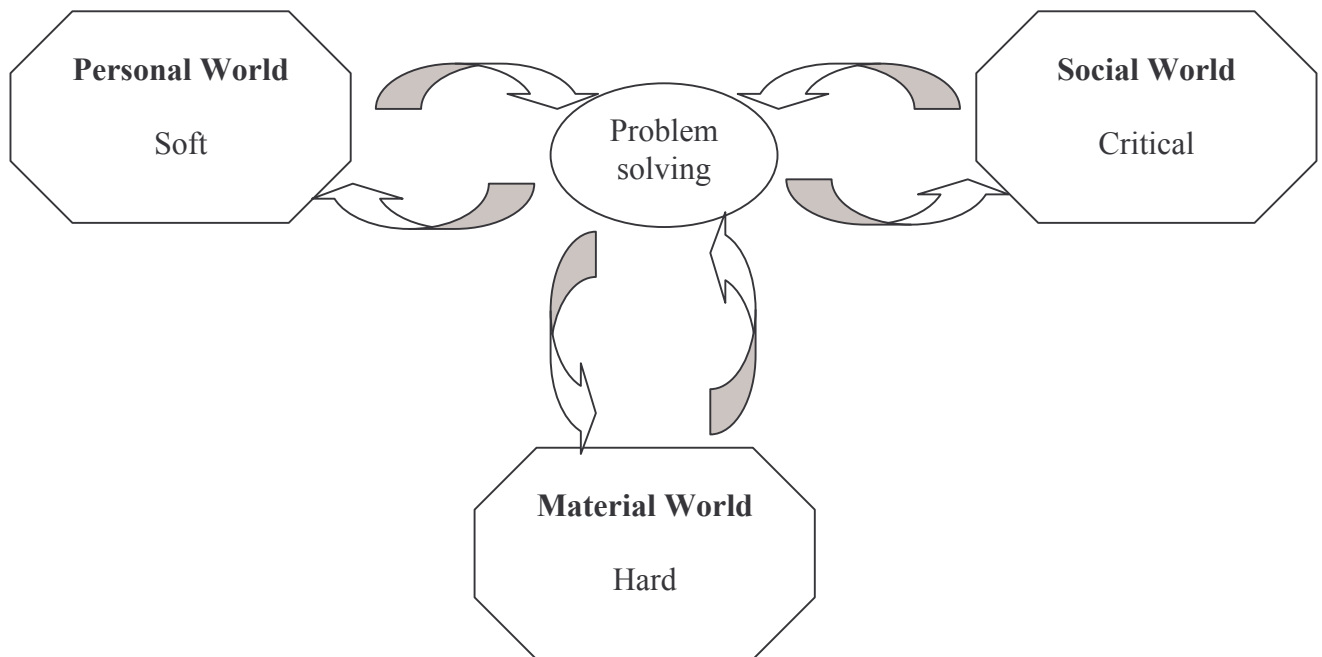 Personal World
Soft
Problem
solving
Social World
Critical
Material World
Hard